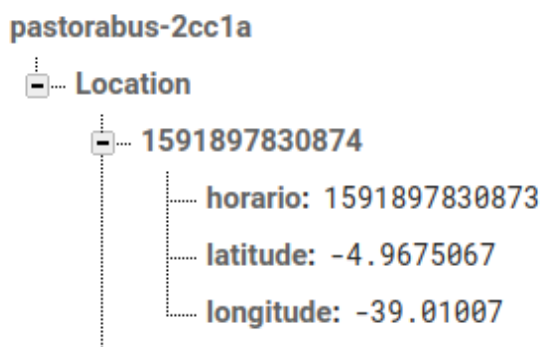 pastorabus-2cc1a
Location
1591897830874
horario: 1591897830873
latitude: -4.9675067
longitude: -39.01007